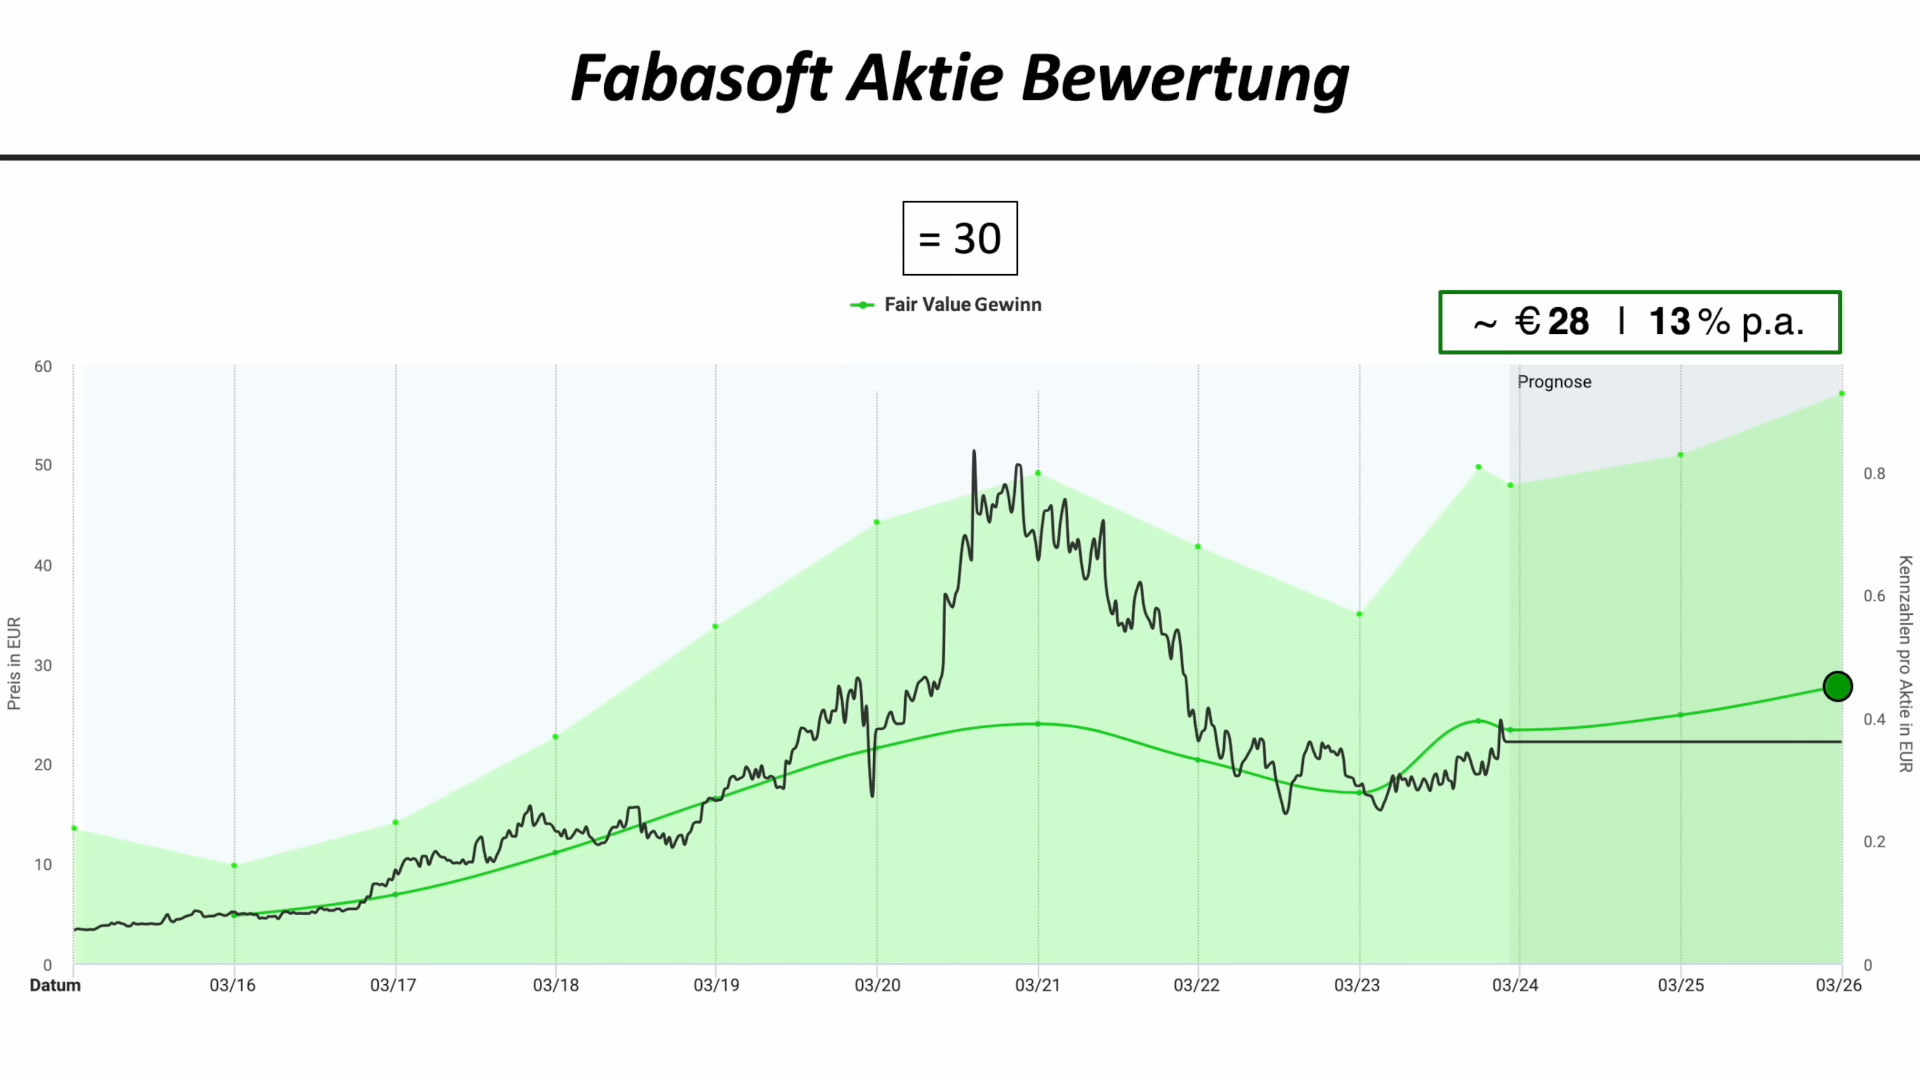 Fabasoft Aktie Bewertung
= 30
Fair Value Gewinn
~ € 28 | 13 % p.a.
Prognose
60
50
40
30
20
10
0
Preis in EUR
0.8
0.6
0.4
0.2
0
Kennzahlen pro Aktie in EUR
Datum 03/16 03/17 03/18 03/19 03/20 03/21 03/22 03/23 03/24 03/25 03/26